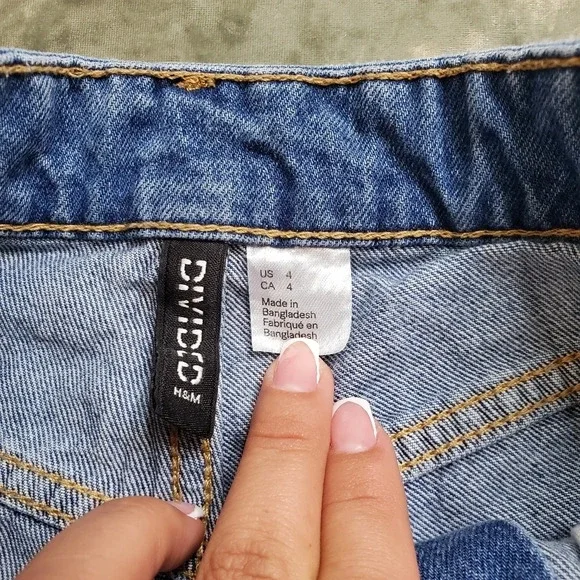 DIVIDED
H&M
US 4
CA 4
Made in
Bangladesh
Fabriqué en
Bangladesh